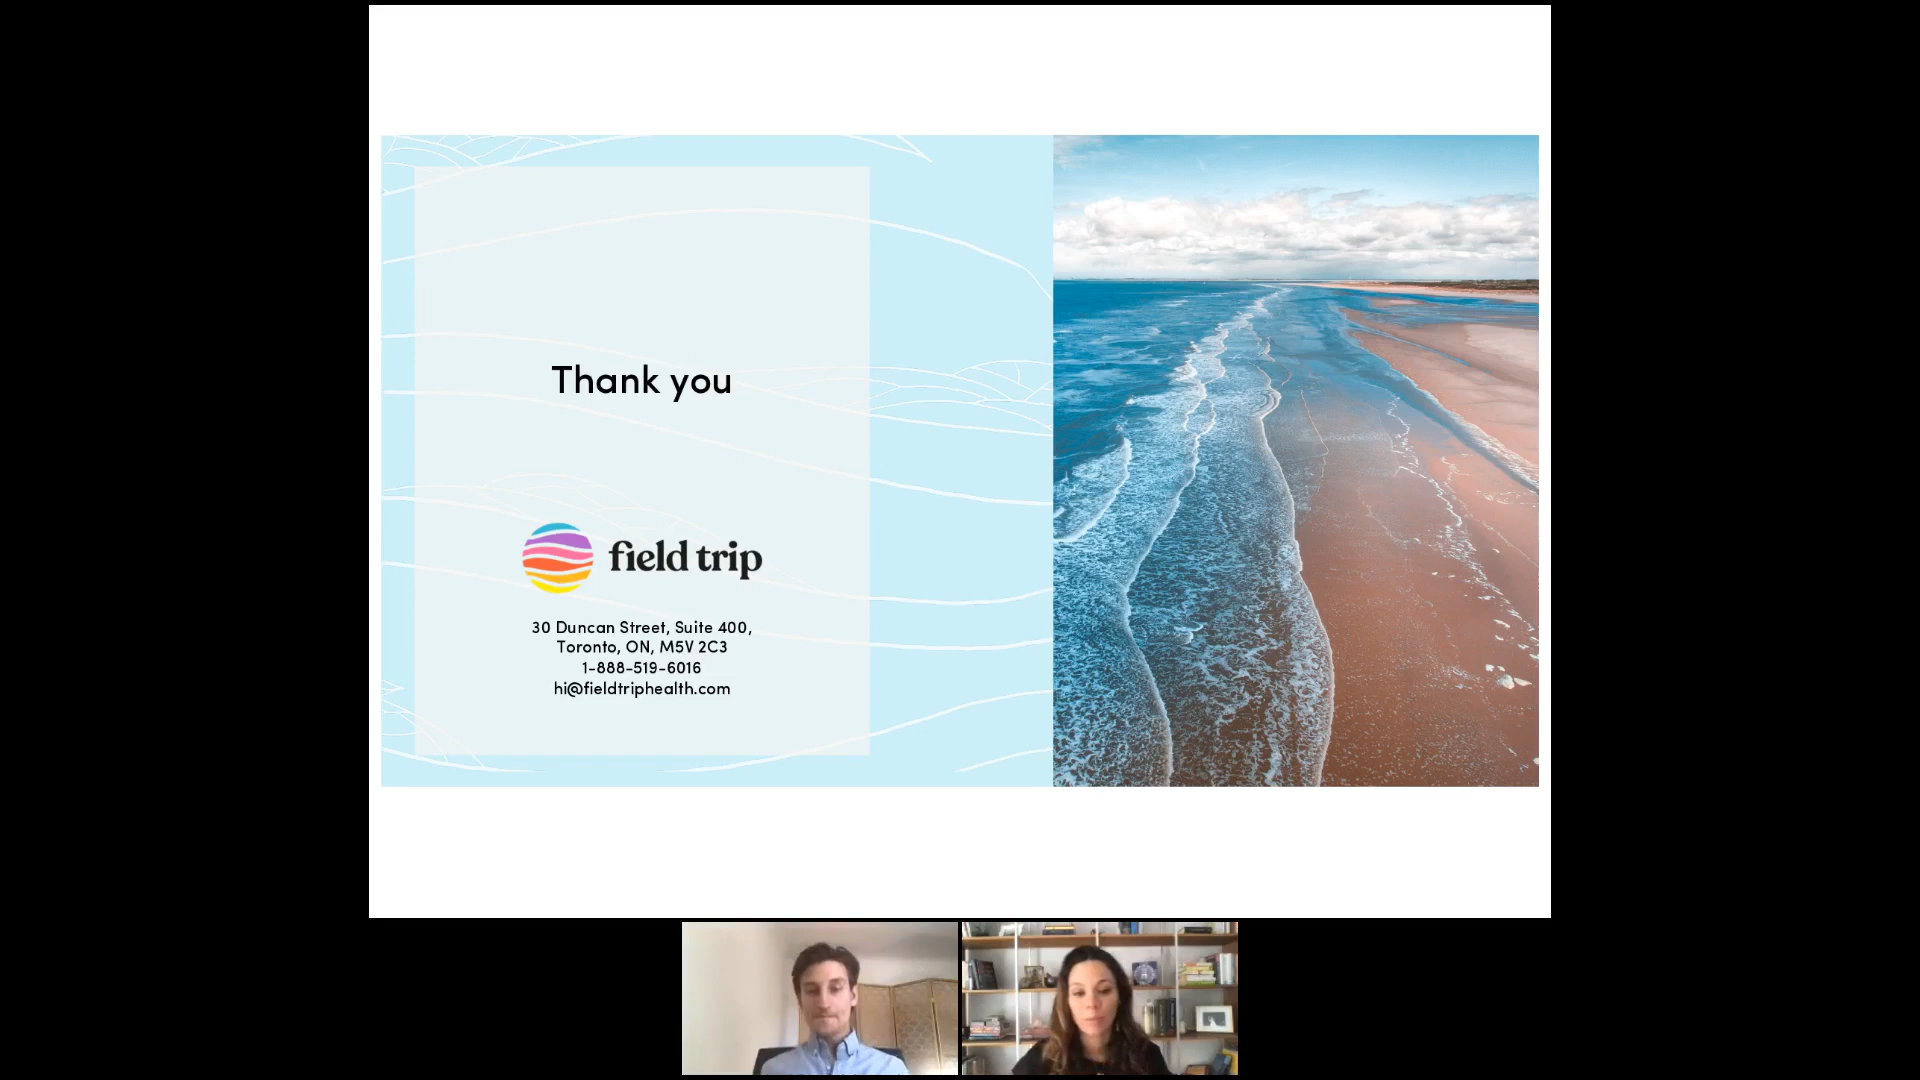 Thank you
field trip
30 Duncan Street, Suite 400,
Toronto, ON, M5V 2C3
1-888-519-6016
hi@fieldtriphealth.com